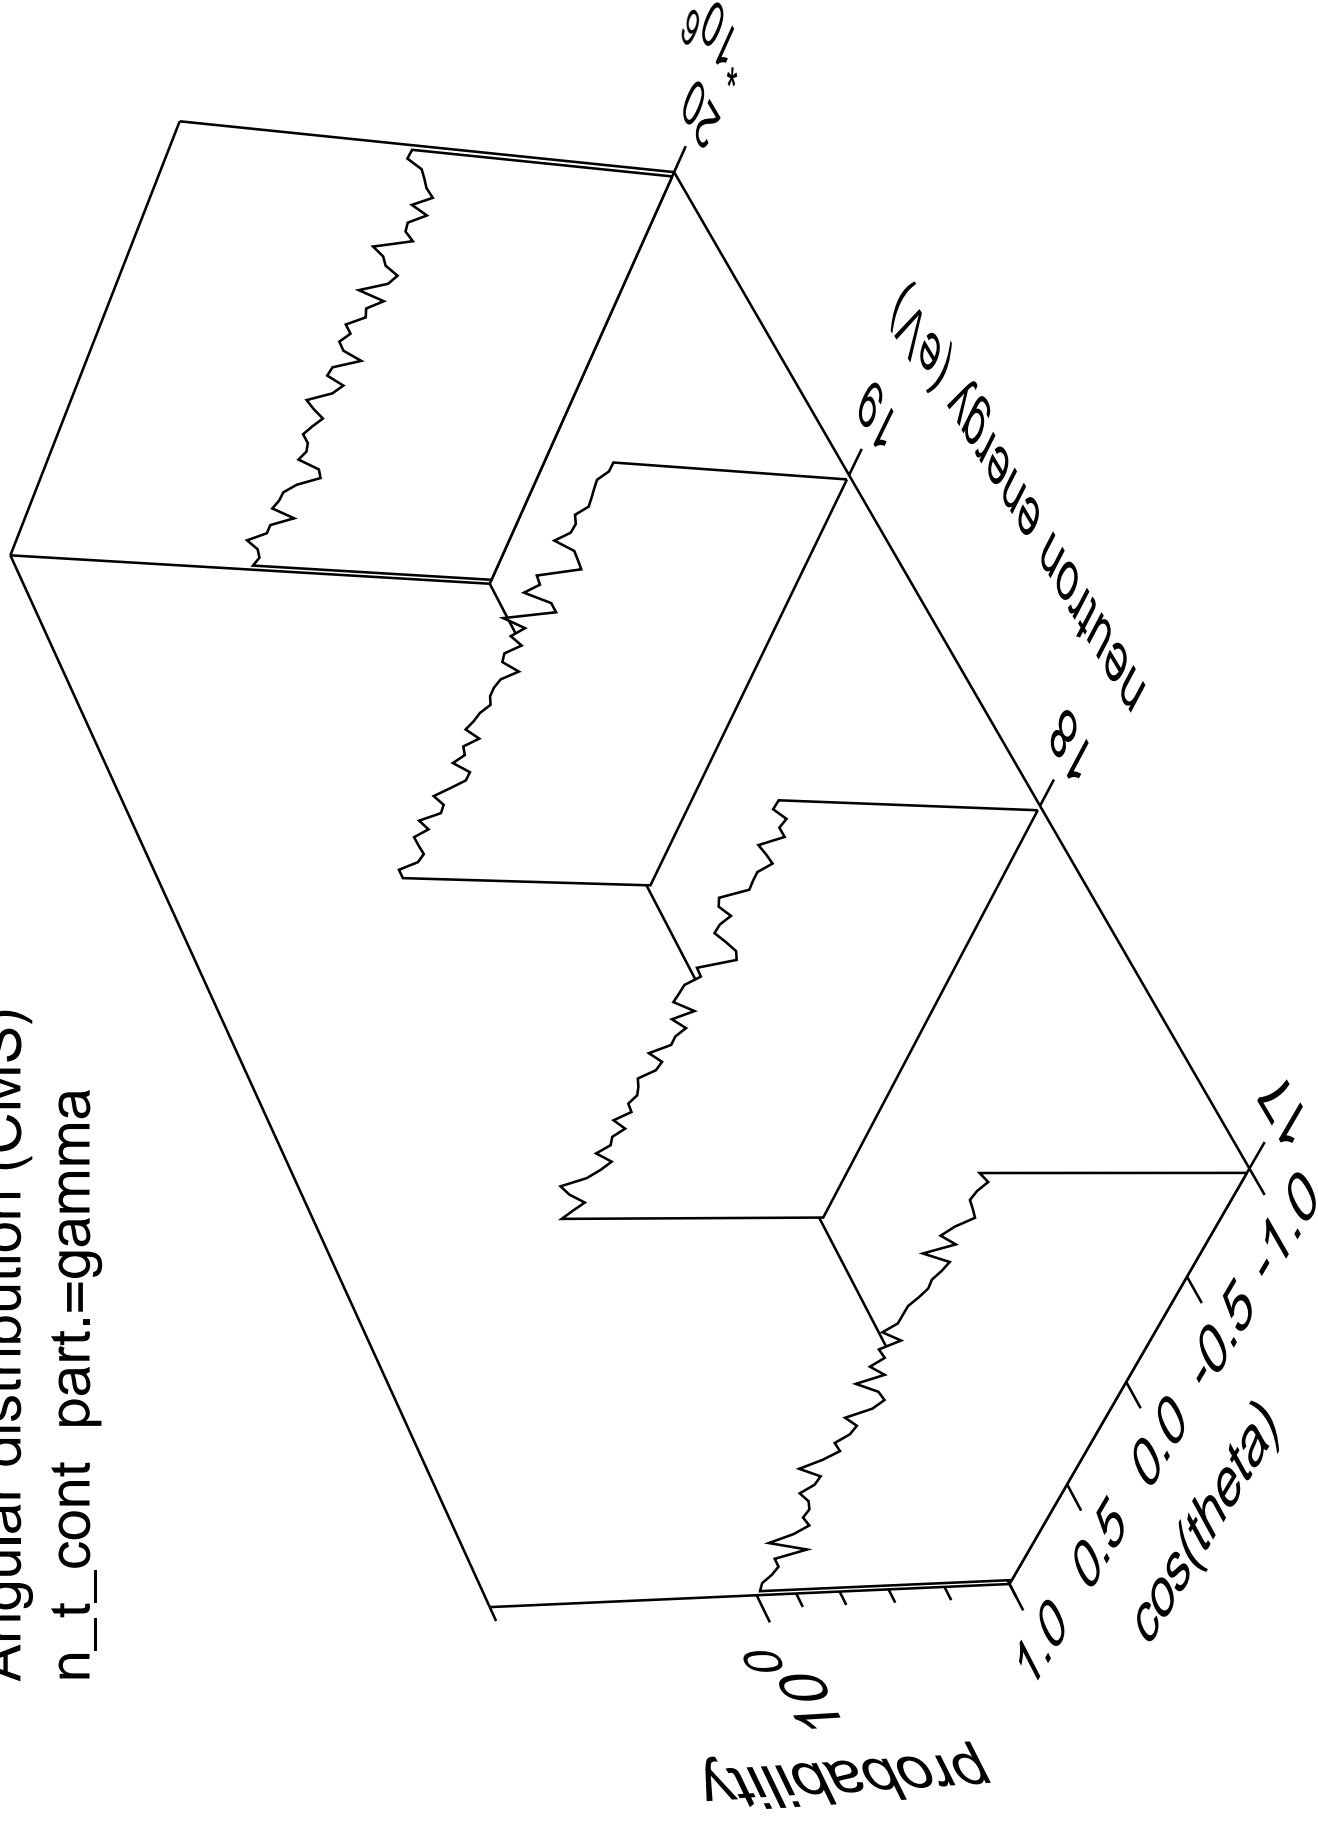 Angular distribution (CMS)
n_t_cont part.=gamma
probability
10 0
cos(theta)
1.0 0.5 0.0 -0.5 -1.0
neutron energy (eV)
17 18 19 20
* 10 6